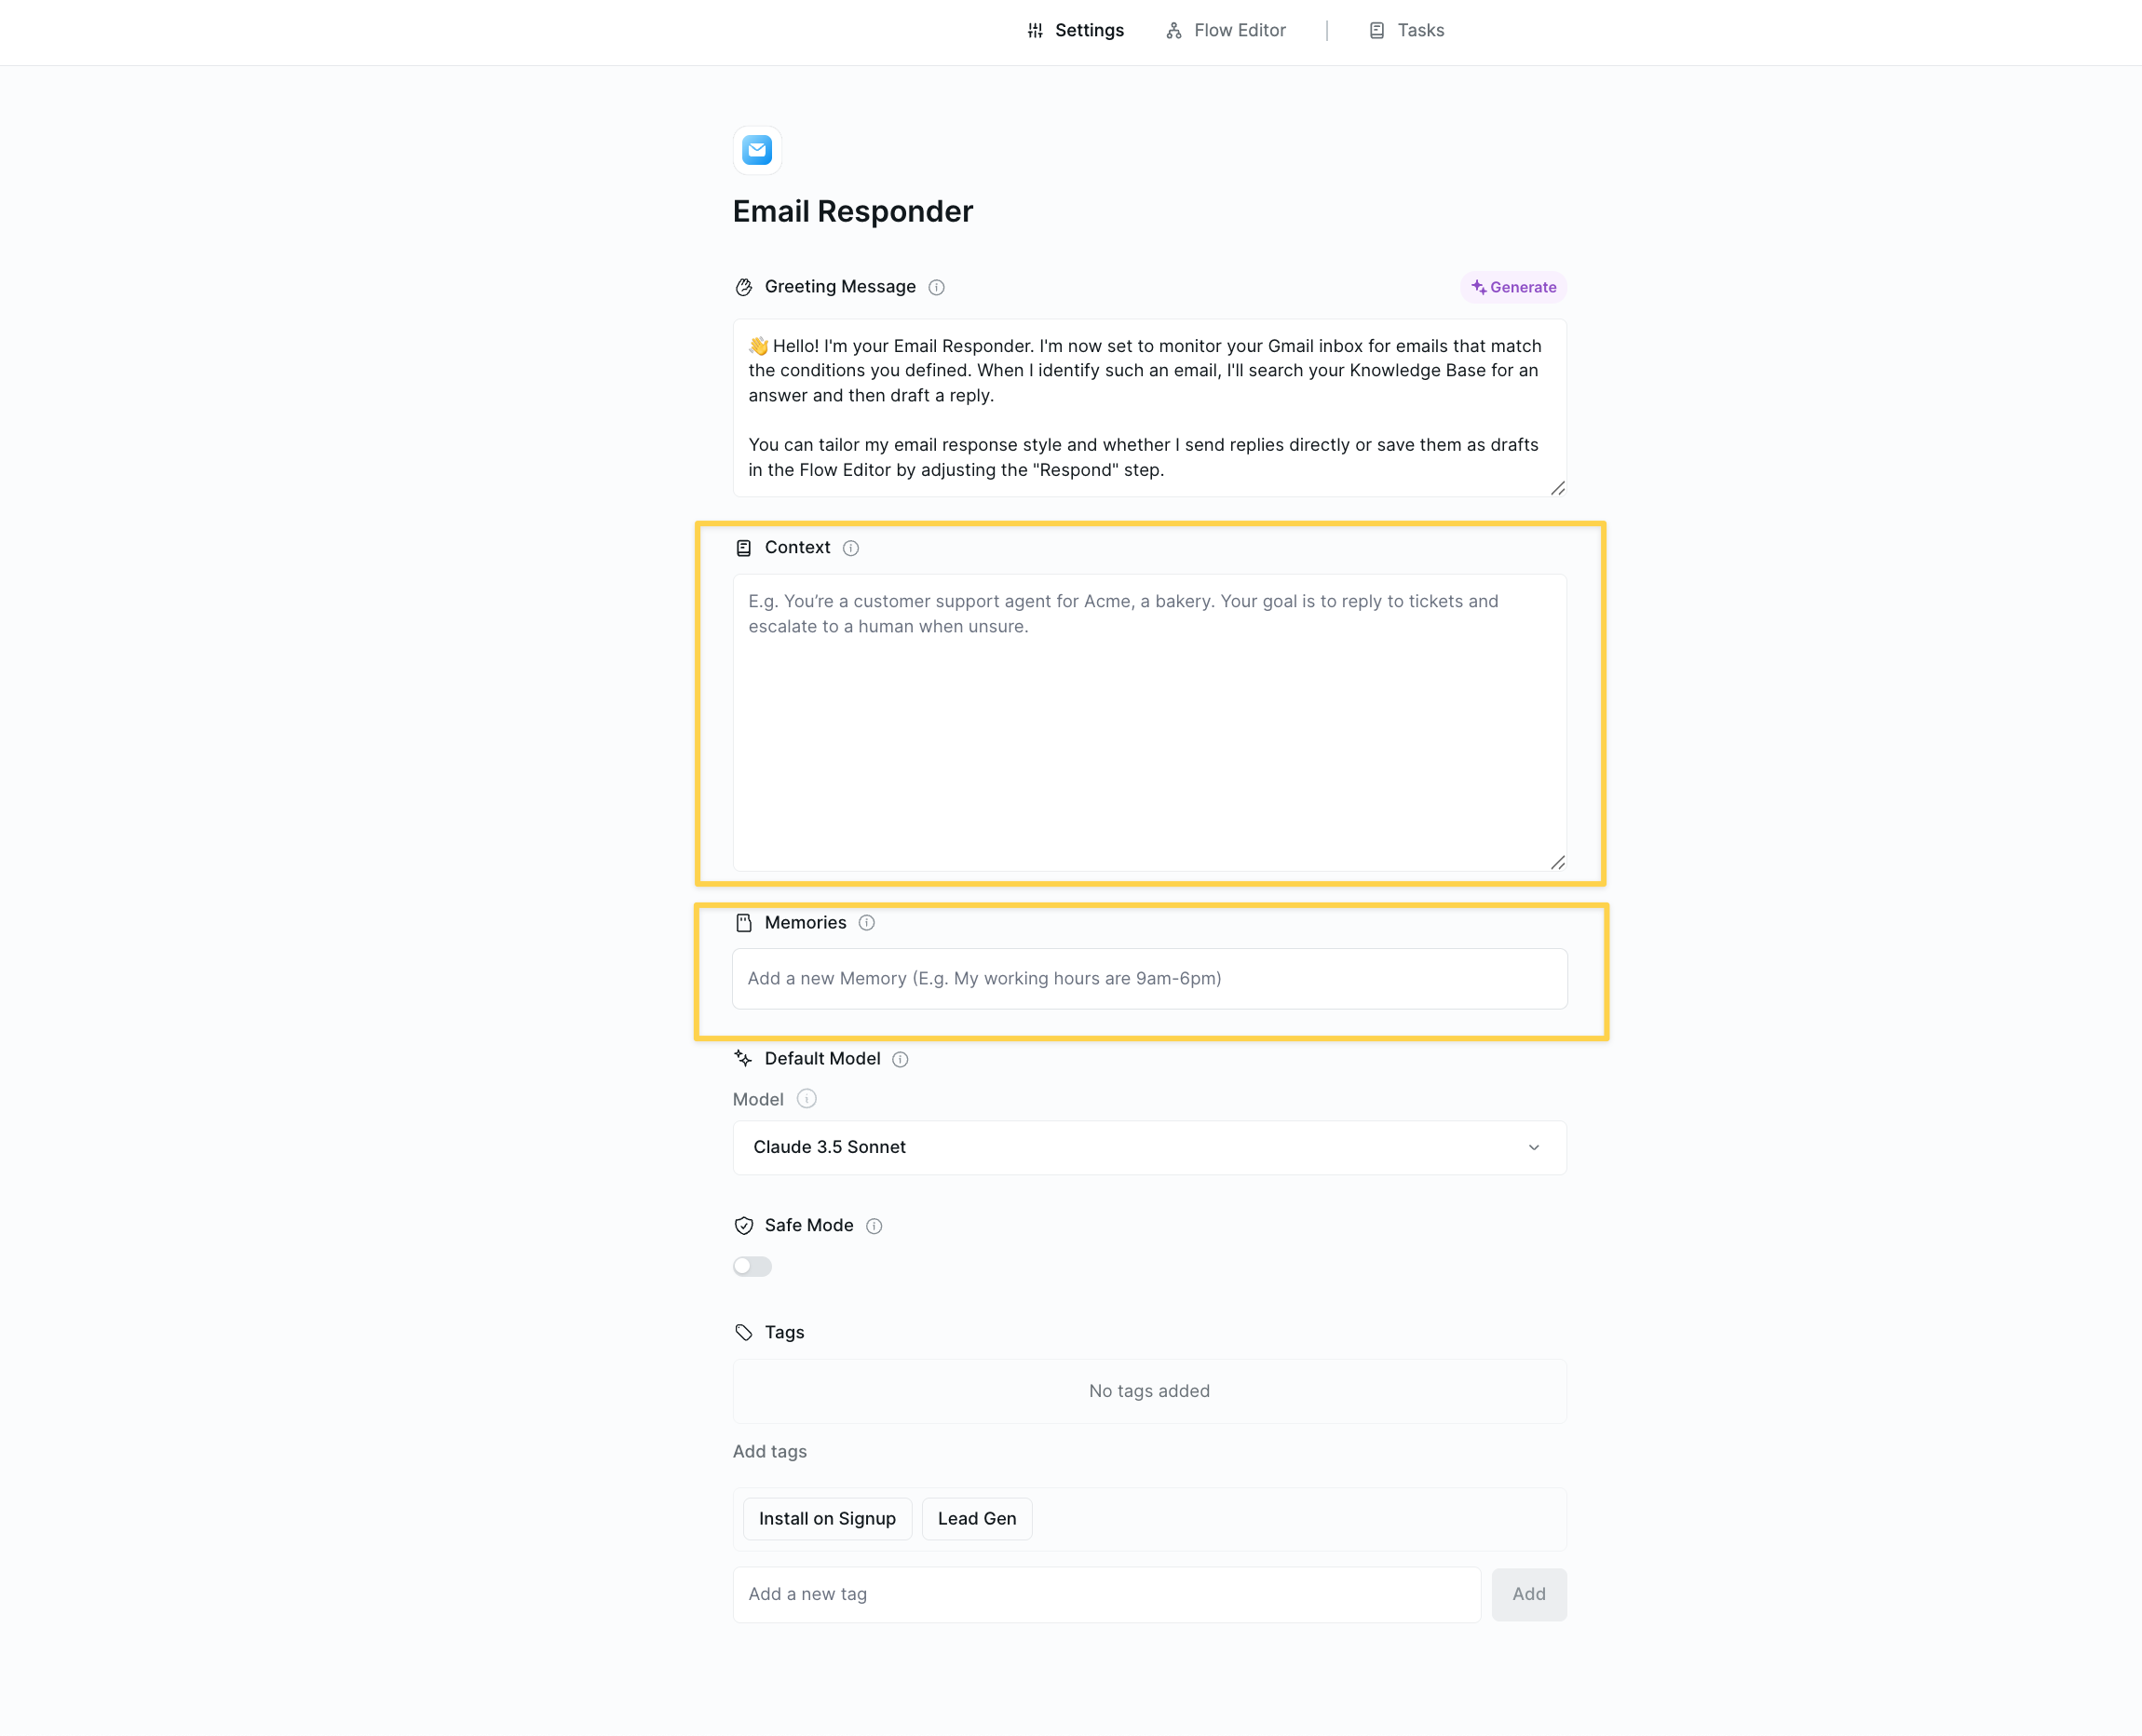 Settings
Flow Editor
Tasks
Email Responder
Greeting Message
Generate
👋 Hello! I'm your Email Responder. I'm now set to monitor your Gmail inbox for emails that match
the conditions you defined. When I identify such an email, I'll search your Knowledge Base for an
answer and then draft a reply.
You can tailor my email response style and whether I send replies directly or save them as drafts
in the Flow Editor by adjusting the "Respond" step.
Context
E.g. You’re a customer support agent for Acme, a bakery. Your goal is to reply to tickets and
escalate to a human when unsure.
Memories
Add a new Memory (E.g. My working hours are 9am-6pm)
Default Model
Model
Claude 3.5 Sonnet
Safe Mode
Tags
No tags added
Add tags
Install on Signup
Lead Gen
Add a new tag
Add